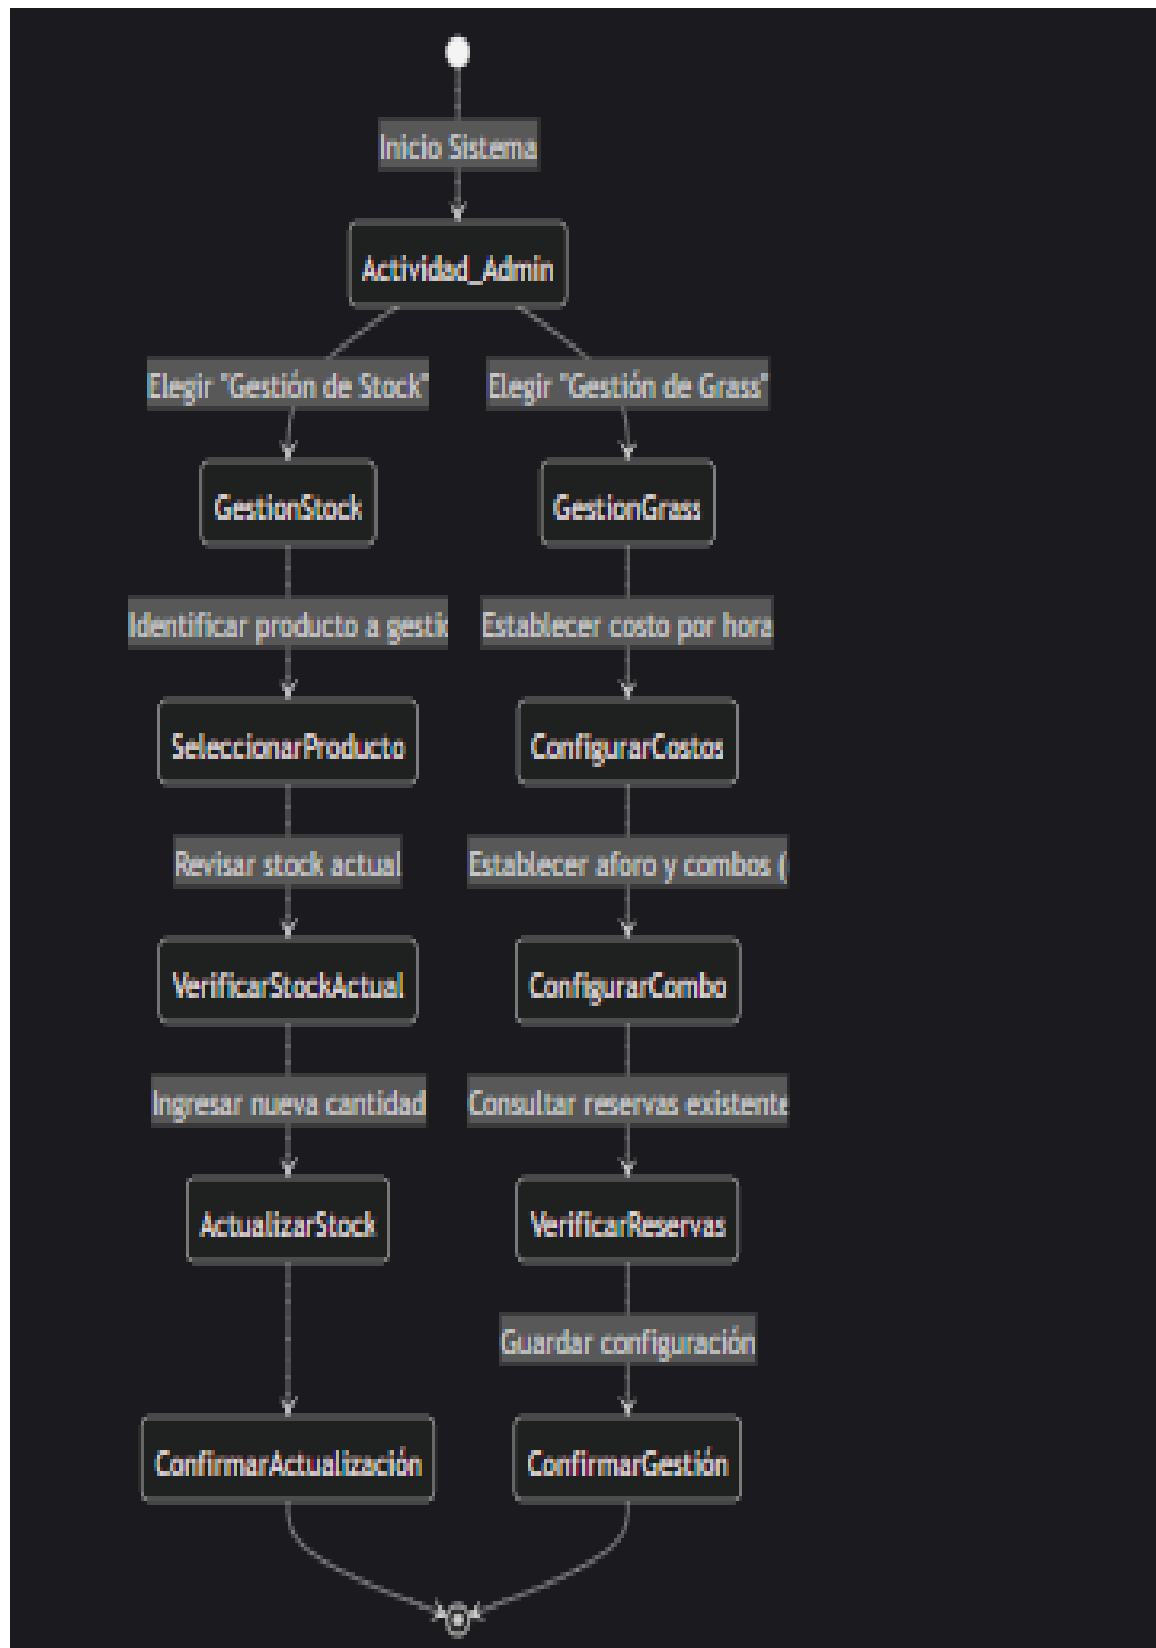 Inicio Sistema
Actividad_Admin
Elegir "Gestión de Stock"
Elegir "Gestión de Grass"
GestionStock
GestionGrass
Identificar producto a gestic
Establecer costo por hora
SeleccionarProducto
ConfigurarCostos
Revisar stock actual
Establecer aforo y combos (
VerificarStockActual
ConfigurarCombo
Ingresar nueva cantidad
Consultar reservas existente
ActualizarStock
VerificarReservas
Guardar configuración
ConfirmarActualización
ConfirmarGestión